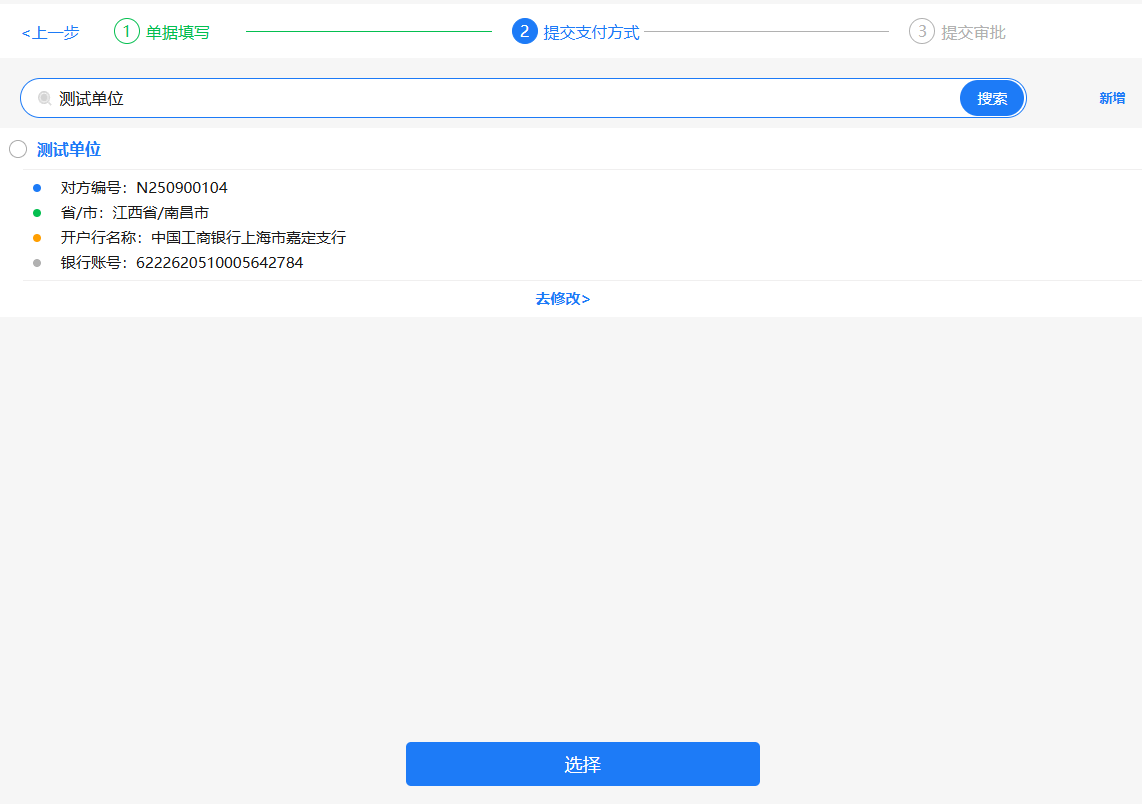 <上一步
1 单据填写
2 提交支付方式
3 提交审批
测试单位
搜索
新增
测试单位
对方编号：N250900104
省/市：江西省/南昌市
开户行名称：中国工商银行上海市嘉定支行
银行账号：6222620510005642784
去修改>
选择